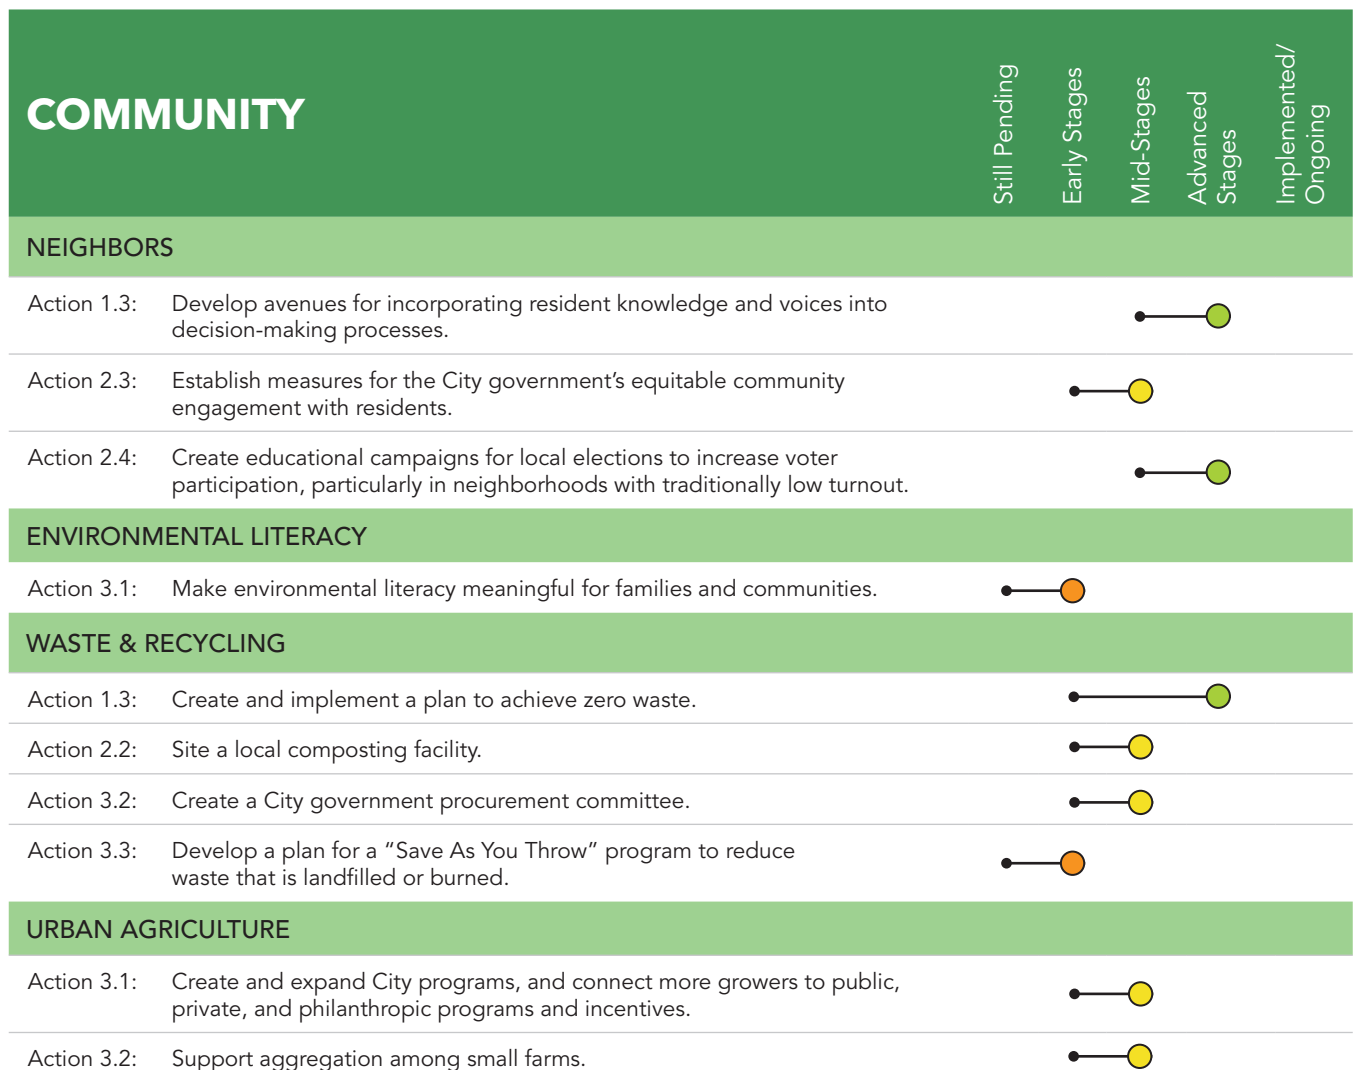 COMMUNITY
Still Pending
Early Stages
Mid-Stages
Advanced
Stages
Implemented/
Ongoing
NEIGHBORS
Action 1.3: Develop avenues for incorporating resident knowledge and voices into
decision-making processes.
Action 2.3: Establish measures for the City government’s equitable community
engagement with residents.
Action 2.4: Create educational campaigns for local elections to increase voter
participation, particularly in neighborhoods with traditionally low turnout.
ENVIRONMENTAL LITERACY
Action 3.1: Make environmental literacy meaningful for families and communities.
WASTE & RECYCLING
Action 1.3: Create and implement a plan to achieve zero waste.
Action 2.2: Site a local composting facility.
Action 3.2: Create a City government procurement committee.
Action 3.3: Develop a plan for a “Save As You Throw” program to reduce
waste that is landfilled or burned.
URBAN AGRICULTURE
Action 3.1: Create and expand City programs, and connect more growers to public,
private, and philanthropic programs and incentives.
Action 3.2: Support aggregation among small farms.